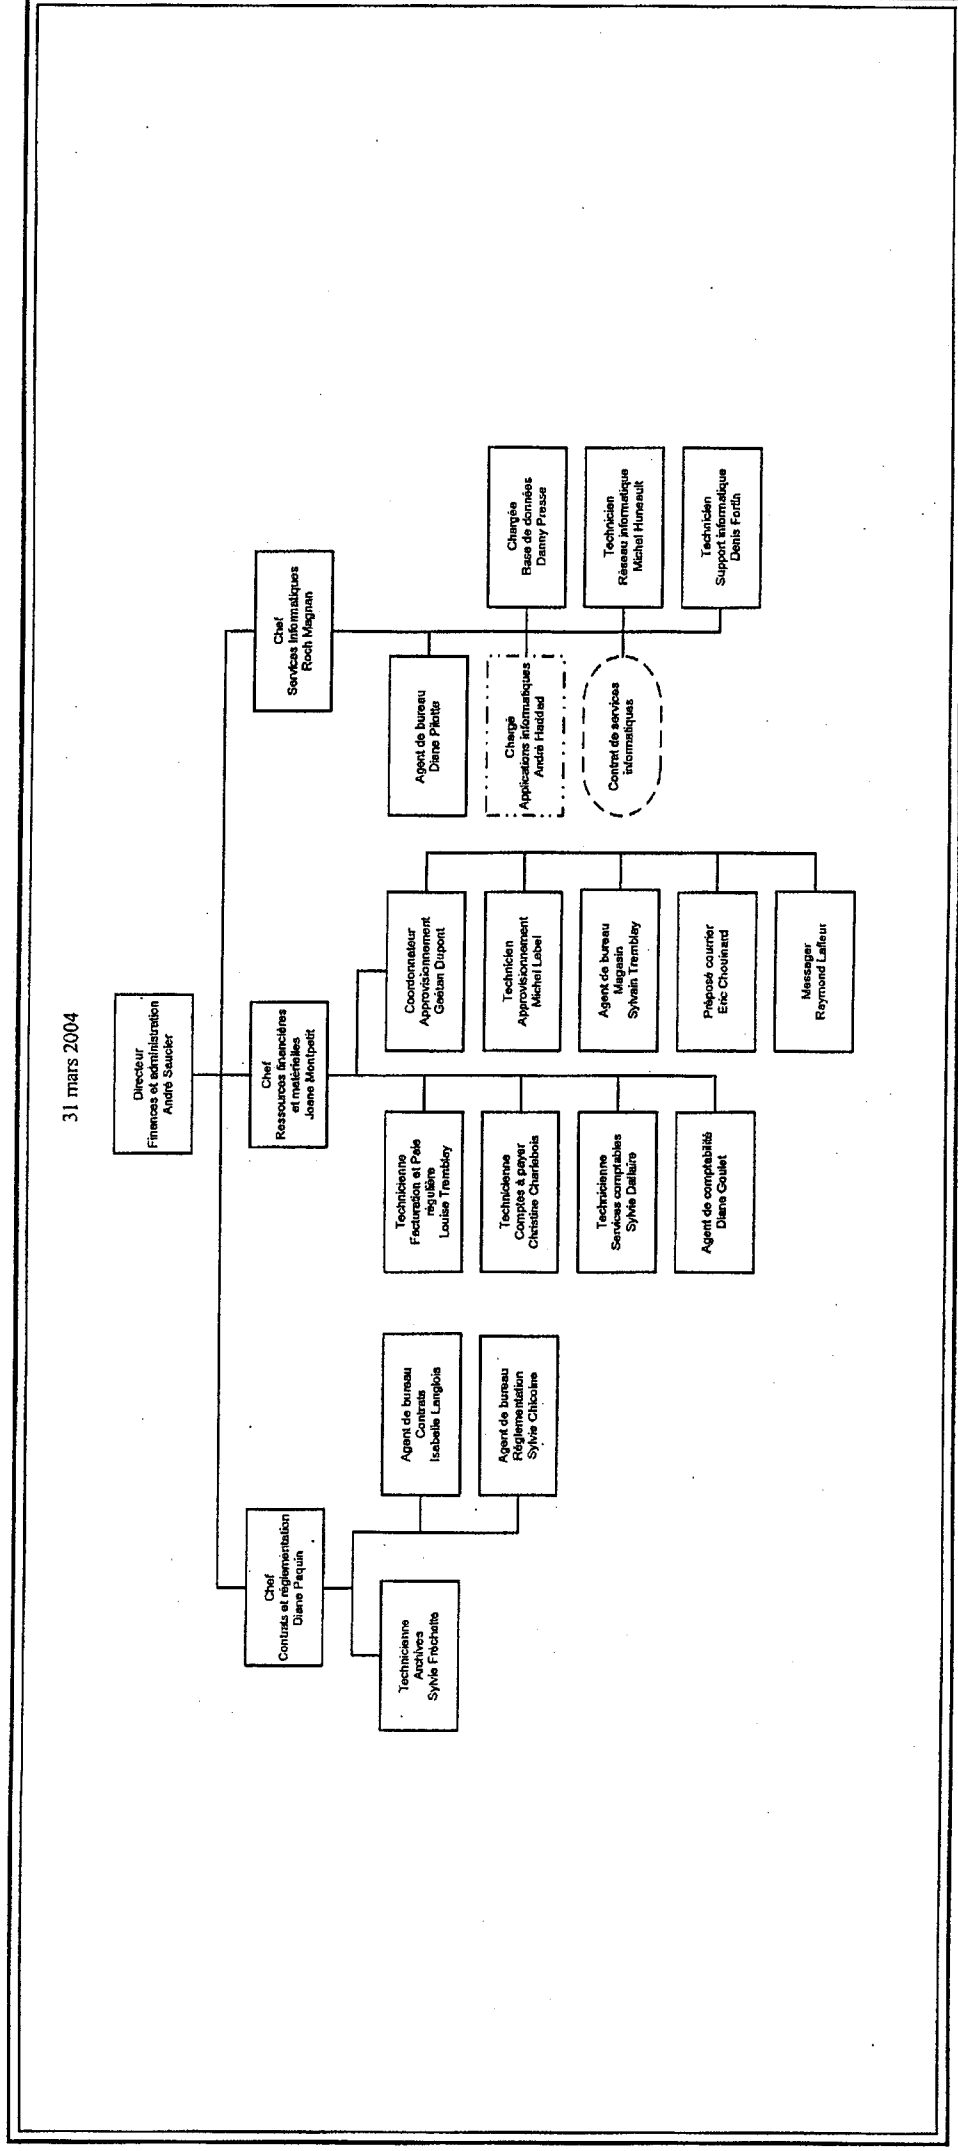 31 mars 2004
Directeur
Finances et administration
André Saucier
Chef
Contrats et réglementation
Diane Paquin
Chef
Ressources financières
et matérielles
Joane Montpetit
Chef
Services informatiques
Roch Magnan
Technicienne
Archives
Sylvie Fréchette
Agent de bureau
Contrats
Isabelle Langlois
Agent de bureau
Réglementation
Sylvie Chicoine
Technicienne
Facturation et Paie
régulière
Louise Tremblay
Technicienne
Comptes à payer
Christine Charlebois
Technicienne
Services comptables
Sylvie Dallaire
Agent de comptabilité
Diane Goulet
Coordonnateur
Approvisionnement
Gaétan Dupont
Technicien
Approvisionnement
Michel Lebel
Agent de bureau
Magasin
Sylvain Tremblay
Préposé courrier
Eric Chouinard
Messager
Raymond Lafleur
Agent de bureau
Diane Pilotte
Chargé
Applications informatiques
André Haddad
Contrat de services
informatiques
Chargée
Base de données
Danny Presse
Technicien
Réseau informatique
Michel Huneault
Technicien
Support informatique
Denis Fortin